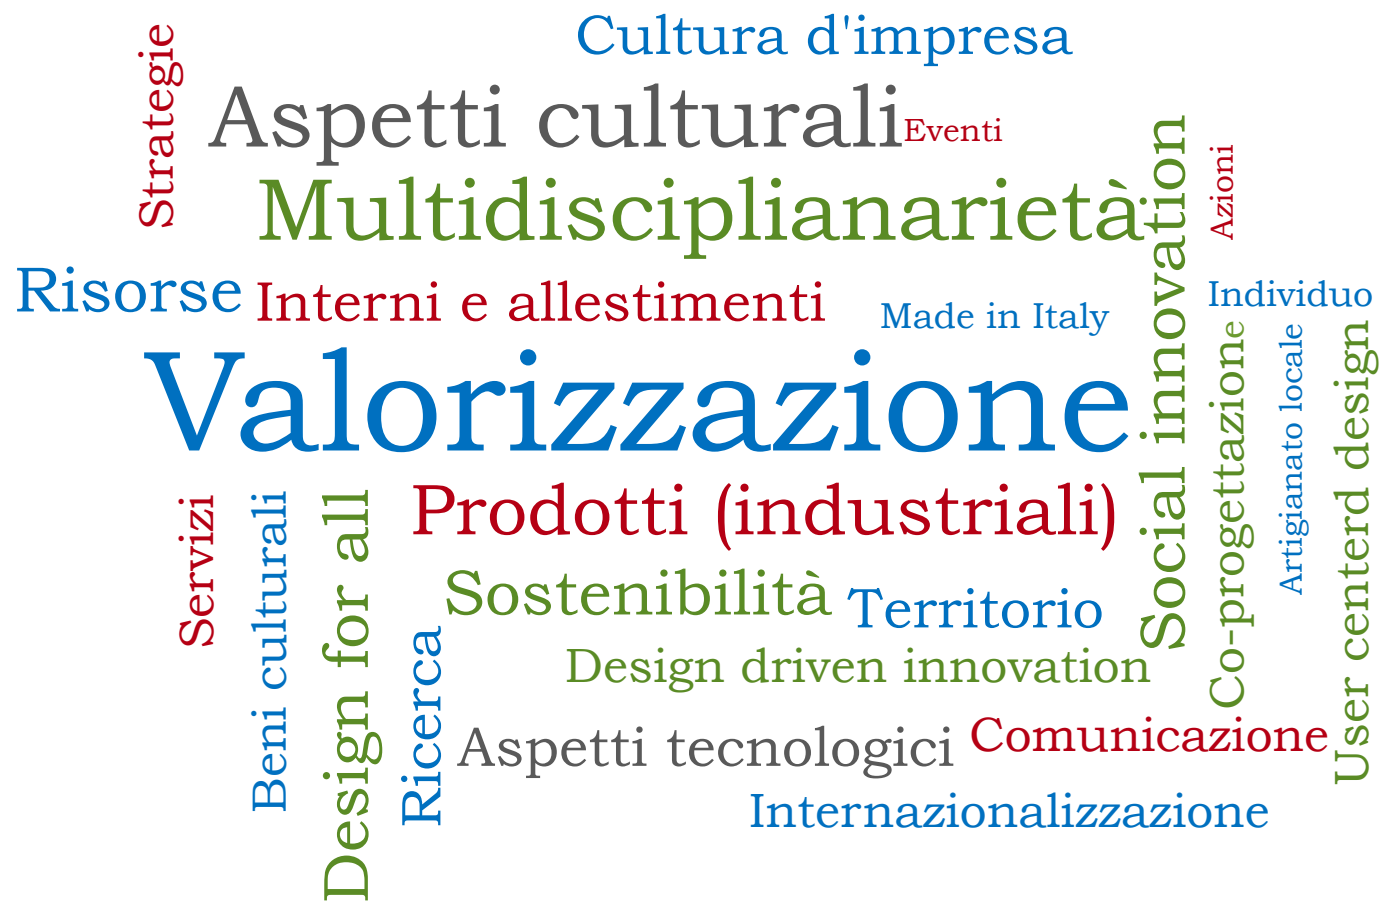 Cultura d'impresa
Strategie
Aspetti culturali
Eventi
Multidisciplianarietà
Social innovation
Azioni
Risorse
Interni e allestimenti
Made in Italy
Individuo
Valorizzazione
Co-progettazione
Artigianato locale
User centerd design
Servizi
Beni culturali
Design for all
Prodotti (industriali)
Sostenibilità
Territorio
Ricerca
Design driven innovation
Aspetti tecnologici
Comunicazione
Internazionalizzazione